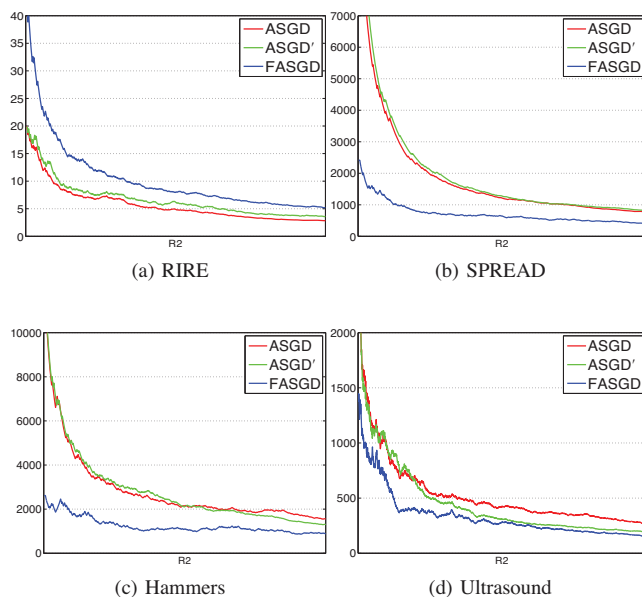 40
35
30
25
20
15
10
5
0
ASGD
ASGD′
FASGD
R2
(a) RIRE
7000
6000
5000
4000
3000
2000
1000
0
ASGD
ASGD′
FASGD
R2
(b) SPREAD
10000
8000
6000
4000
2000
0
ASGD
ASGD′
FASGD
R2
(c) Hammers
2000
1500
1000
500
0
ASGD
ASGD′
FASGD
R2
(d) Ultrasound